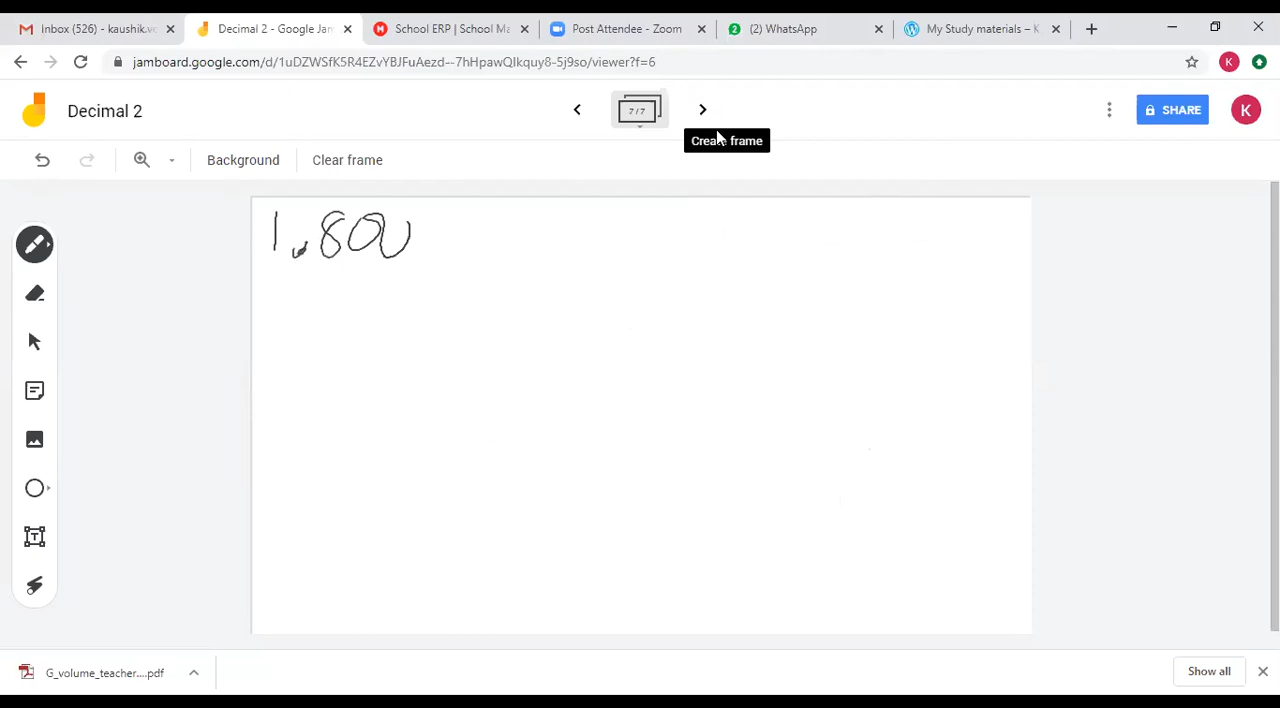 Inbox (526) - kaushik.v
Decimal 2 - Google Jam
School ERP | School M
Post Attendee - Zoom
(2) WhatsApp
My Study materials – K
jamboard.google.com/d/1uDZWSfK5R4EZvYBJFuAezd--7hHpawQIkquy8-5j9so/viewer?f=6
K
Decimal 2
7 / 7
SHARE
K
Create frame
Background
Clear frame
1.800
G_volume_teacher....pdf
Show all